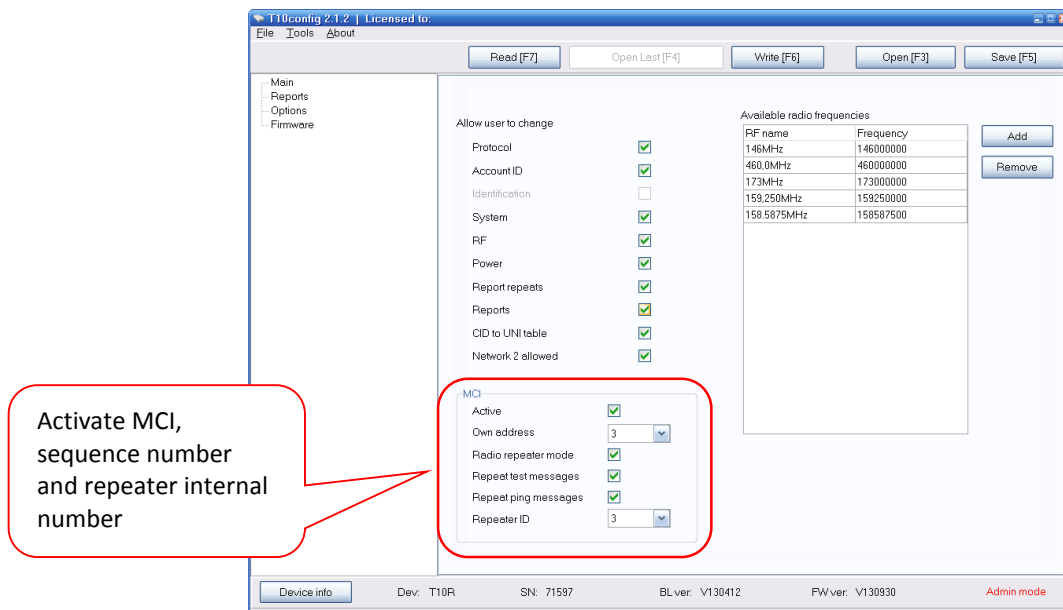 T10config 2.1.2 | Licensed to:
File Tools About
Read [F7] Open Last [F4] Write [F6] Open [F3] Save [F5]
Main
Reports
Options
Firmware
Allow user to change
Protocol
Account ID
Identification
System
RF
Power
Report repeats
Reports
CID to UNI table
Network 2 allowed
MCI
Active
Own address 3
Radio repeater mode
Repeat test messages
Repeat ping messages
Repeater ID 3
Available radio frequencies
RF name Frequency
146MHz 146000000
460,0MHz 460000000
173MHz 173000000
159,250MHz 159250000
158.5875MHz 158587500
Add
Remove
Activate MCI,
sequence number
and repeater internal
number
Device info Dev: T10R SN: 71597 BL ver: V130412 FW ver: V130930 Admin mode